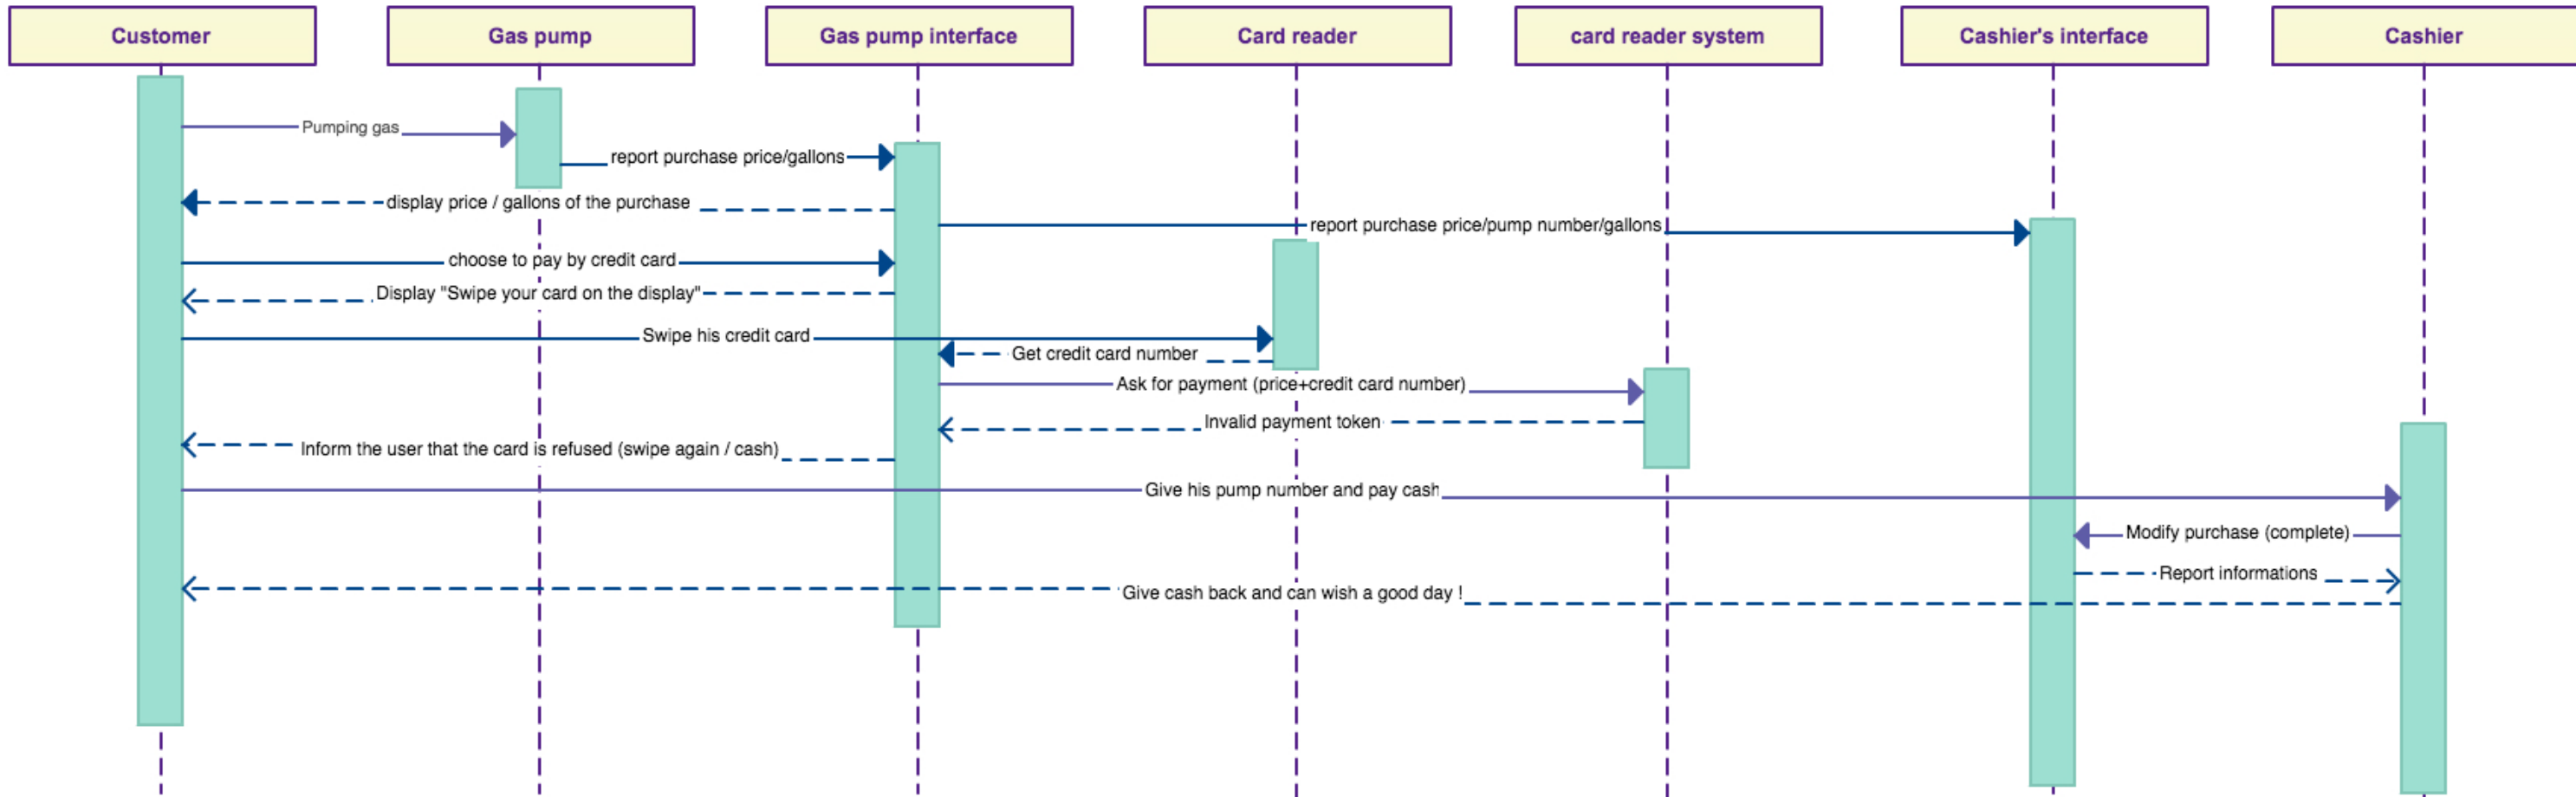 Customer
Gas pump
Gas pump interface
Card reader
card reader system
Cashier's interface
Cashier
Pumping gas
report purchase price/gallons
display price / gallons of the purchase
report purchase price/pump number/gallons
choose to pay by credit card
Display "Swipe your card on the display"
Swipe his credit card
Get credit card number
Ask for payment (price+credit card number)
Invalid payment token
Inform the user that the card is refused (swipe again / cash)
Give his pump number and pay cash
Modify purchase (complete)
Report informations
Give cash back and can wish a good day !